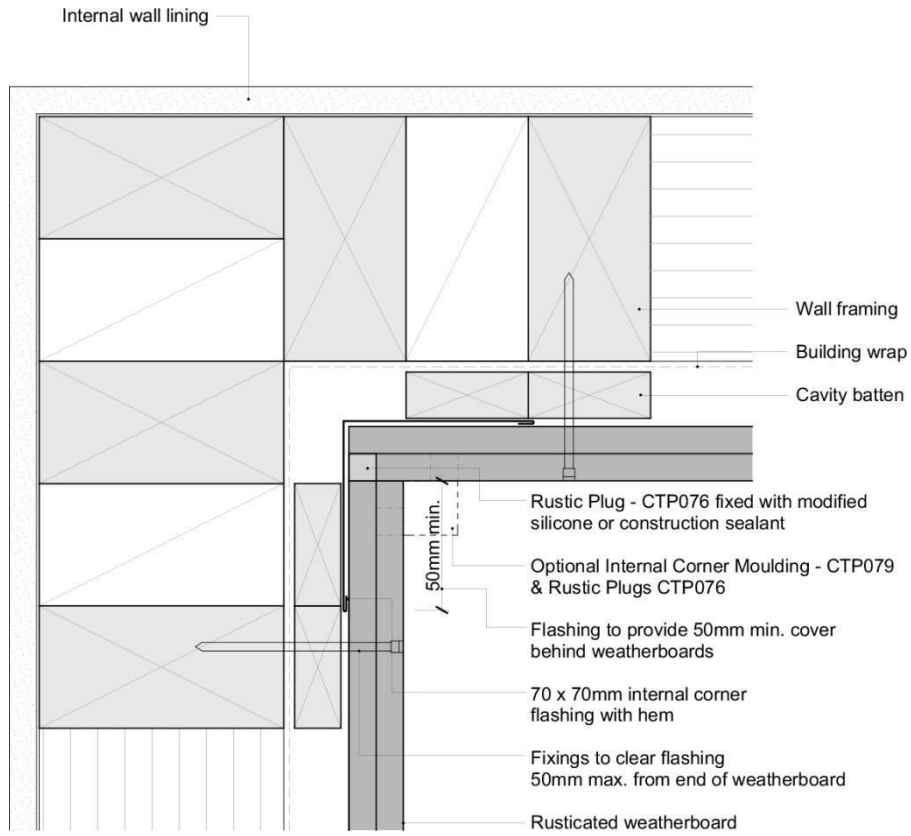 Internal wall lining
Wall framing
Building wrap
Cavity batten
50mm min.
Rustic Plug - CTP076 fixed with modified
silicone or construction sealant
Optional Internal Corner Moulding - CTP079
& Rustic Plugs CTP076
Flashing to provide 50mm min. cover
behind weatherboards
70 x 70mm internal corner
flashing with hem
Fixings to clear flashing
50mm max. from end of weatherboard
Rusticated weatherboard